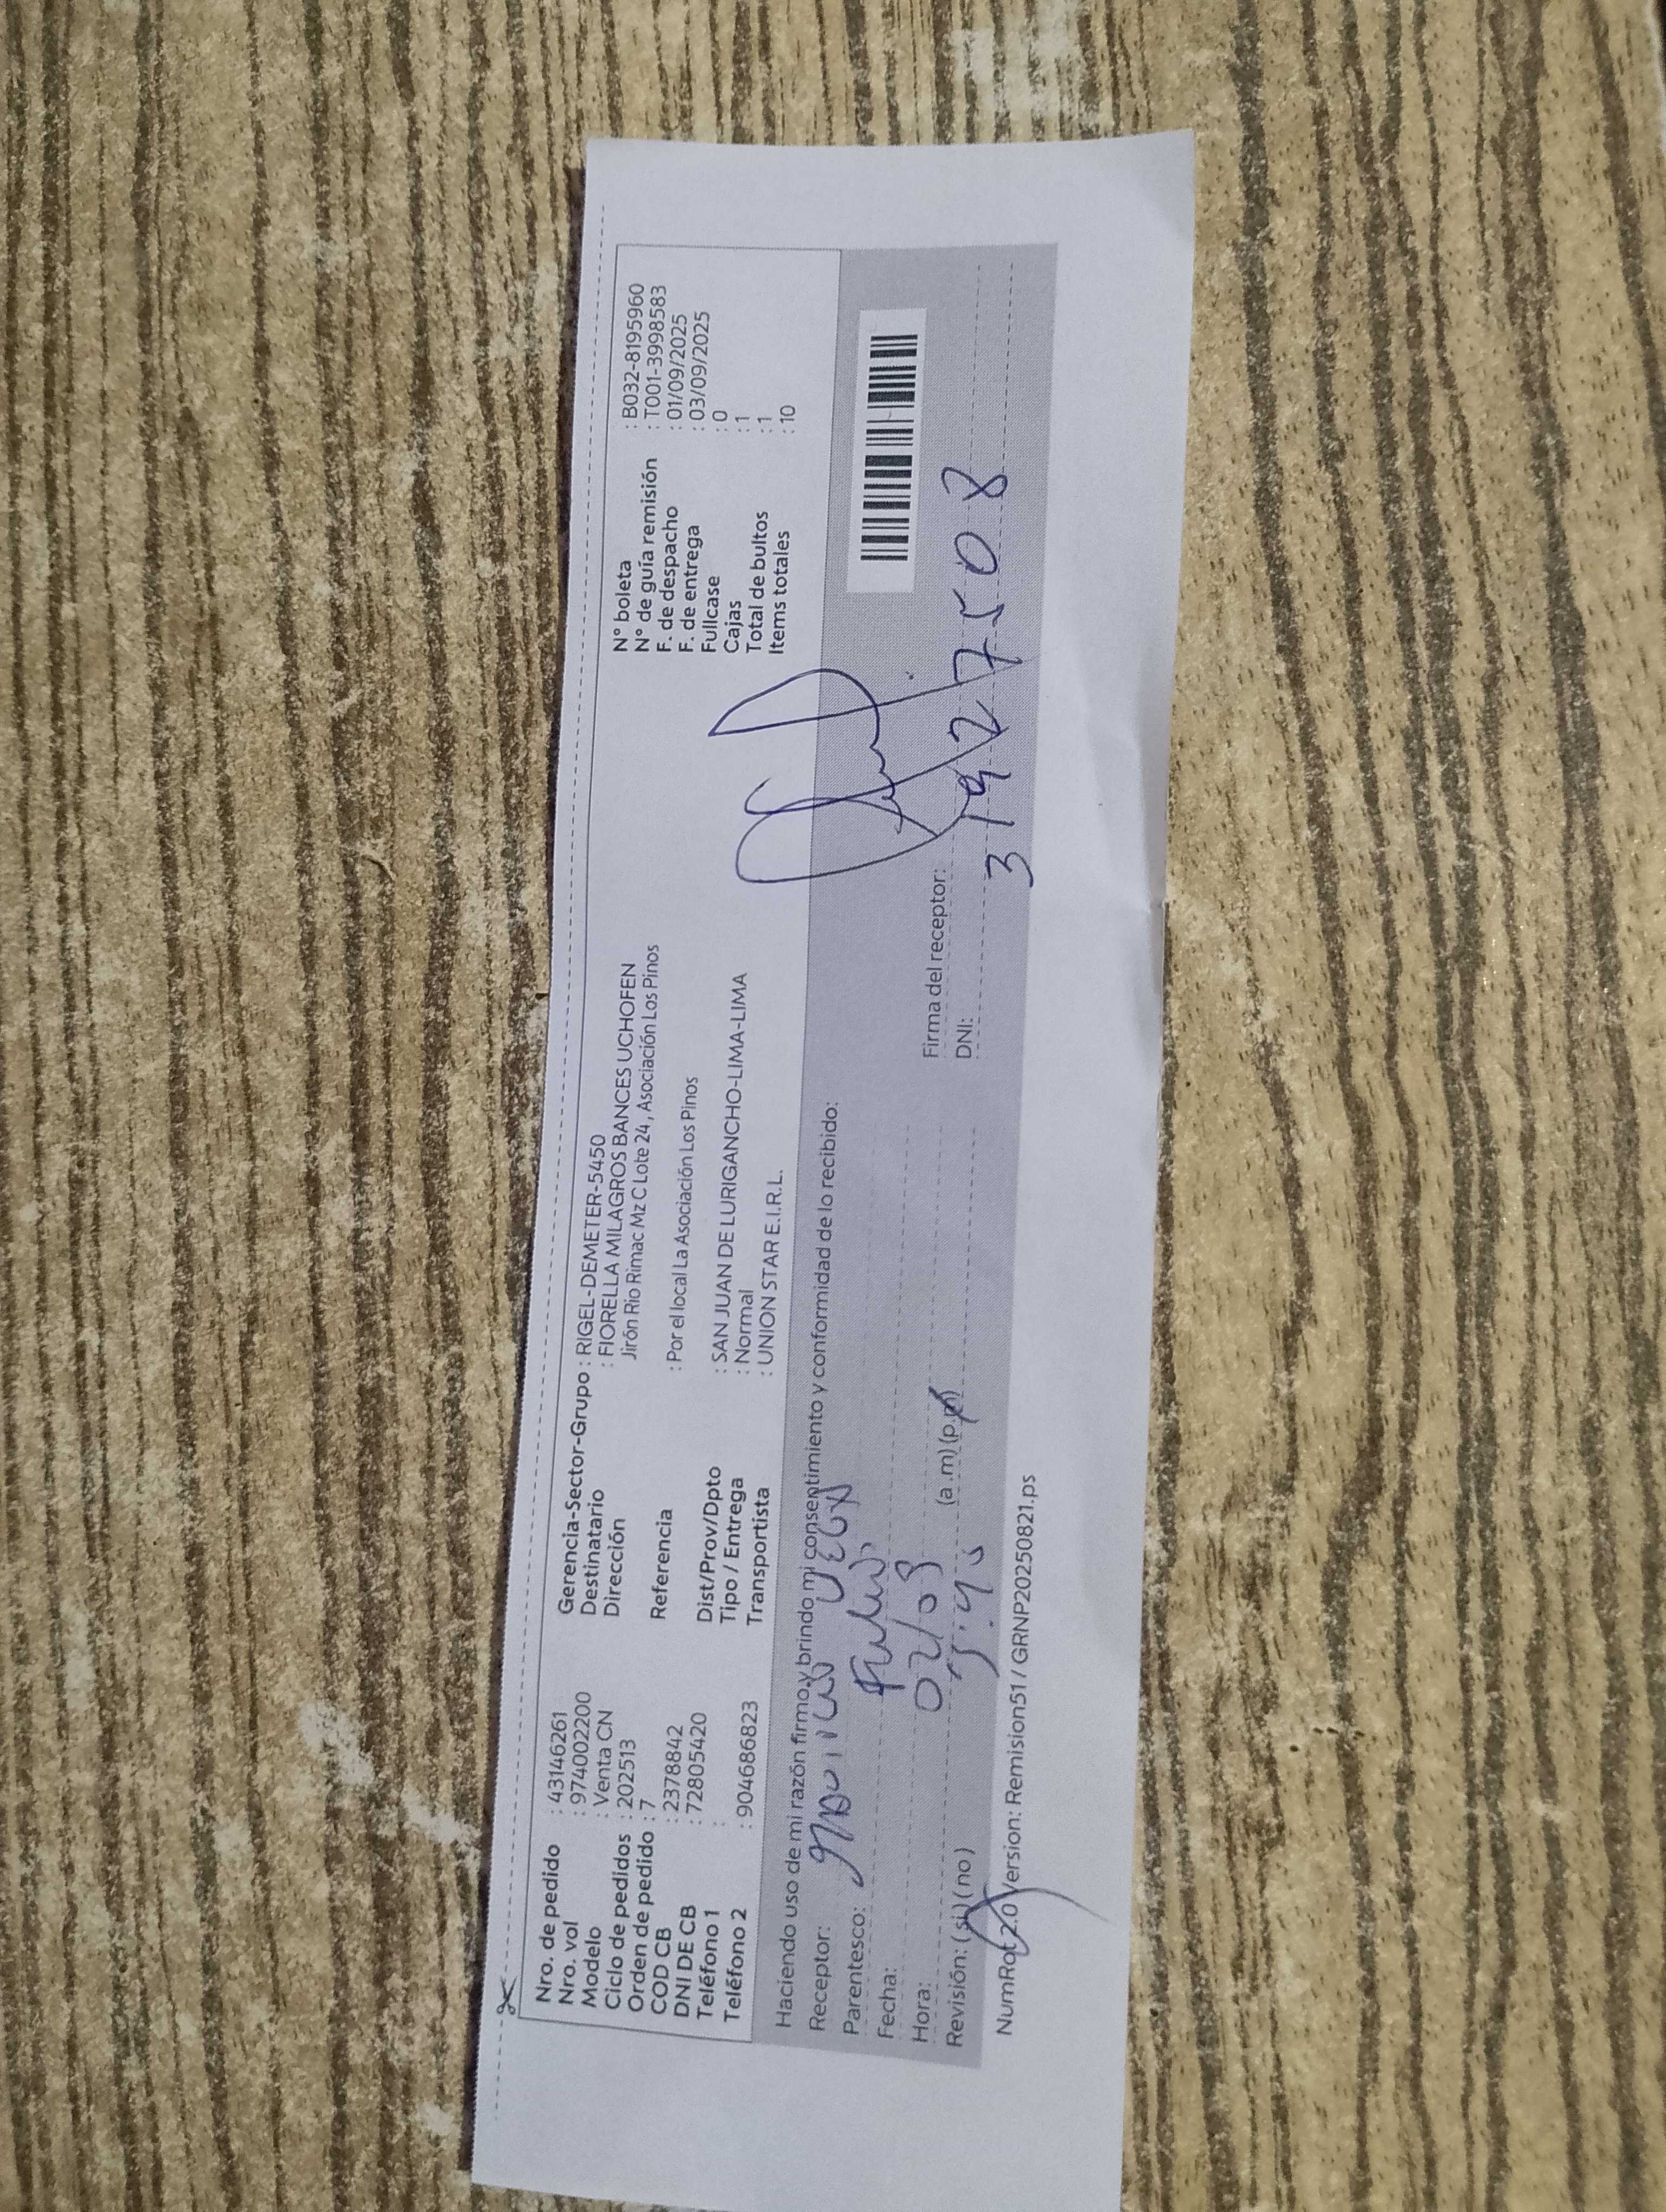 Nro. de pedido : 43146261
Nro. vol : 974002200
Modelo : Venta CN
Ciclo de pedidos : 202513
Orden de pedido : 7
COD CB : 2378842
DNI DE CB : 72805420
Teléfono 1 :
Teléfono 2 : 904686823
Gerencia-Sector-Grupo : RIGEL-DEMETER-5450
Destinatario : FIORELLA MILAGROS BANCES UCHOFEN
Dirección Jirón Rio Rimac Mz C Lote 24 , Asociación Los Pinos
Referencia : Por el local La Asociación Los Pinos
Dist/Prov/Dpto : SAN JUAN DE LURIGANCHO-LIMA-LIMA
Tipo / Entrega : Normal
Transportista : UNION STAR E.I.R.L.
N° boleta : B032-8195960
N° de guía remisión : T001-3998583
F. de despacho : 01/09/2025
F. de entrega : 03/09/2025
Fullcase : 0
Cajas : 1
Total de bultos : 1
Items totales : 10
Haciendo uso de mi razón firmo y brindo mi consentimiento y conformidad de lo recibido:
Receptor:
Parentesco:
Fecha: 02/03
Hora: (a .m) (p.m)
Revisión: ( si ) ( no )
Firma del receptor:
DNI: 31927508
NumRot2.0 Version: Remision51 / GRNP20250821.ps